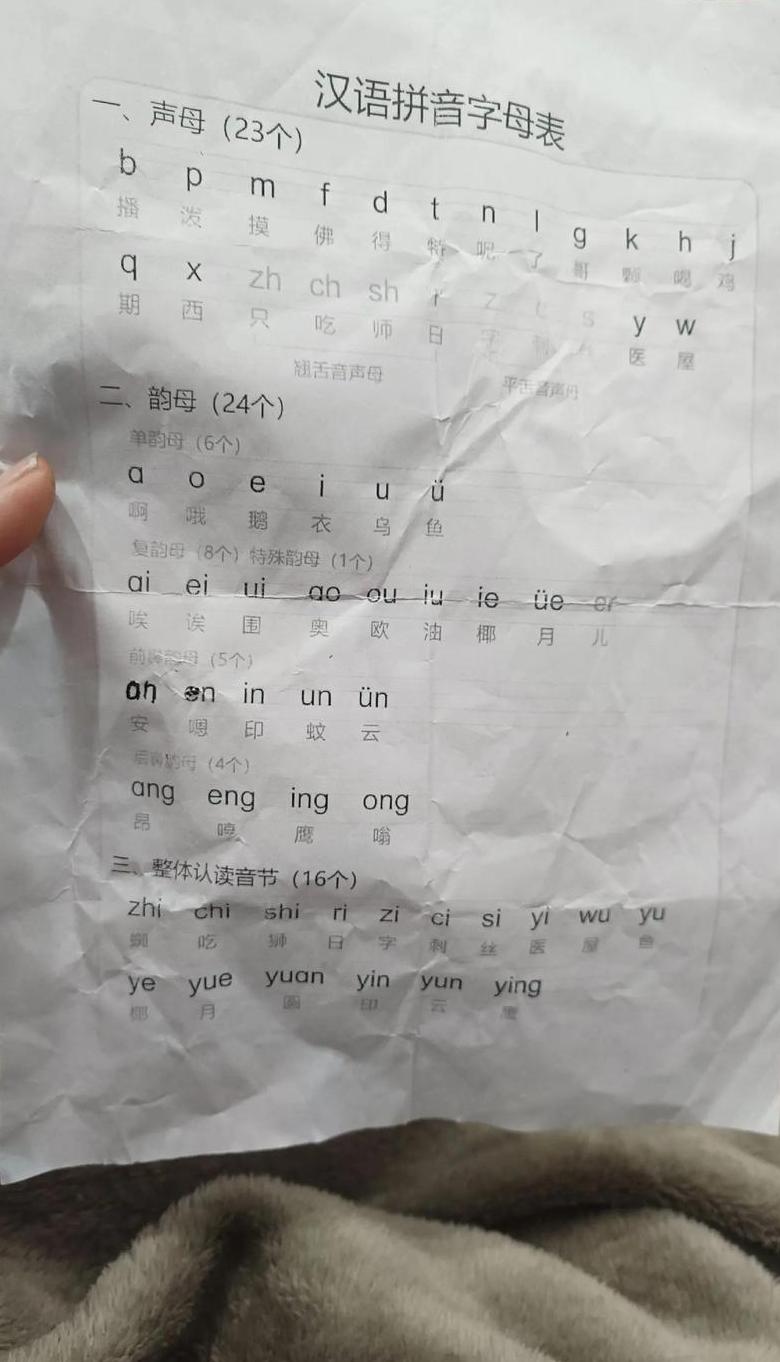 汉语拼音字母表
一、声母（23个）
b p m f d t n l g k h j
播 泼 摸 佛 得 特 呢 了 哥 颗 喝 鸡
q x zh ch sh r z c s y w
期 西 只 吃 师 日 字 刺 医 屋
翘舌音声母 平舌音声母
二、韵母（24个）
单韵母（6个）
a o e i u ü
啊 哦 鹅 衣 乌 鱼
复韵母（8个）特殊韵母（1个）
ai ei ui ao ou iu ie üe er
唉 诶 围 奥 欧 油 椰 月 儿
前鼻韵母（5个）
an en in un ün
安 嗯 印 蚊 云
后鼻韵母（4个）
ang eng ing ong
昂 鹰 嗡
三、整体认读音节（16个）
zhi chi shi ri zi ci si yi wu yu
吃 狮 日 字 刺 丝 医 屋 鱼
ye yue yuan yin yun ying
椰 月 圆 印 云 鹰